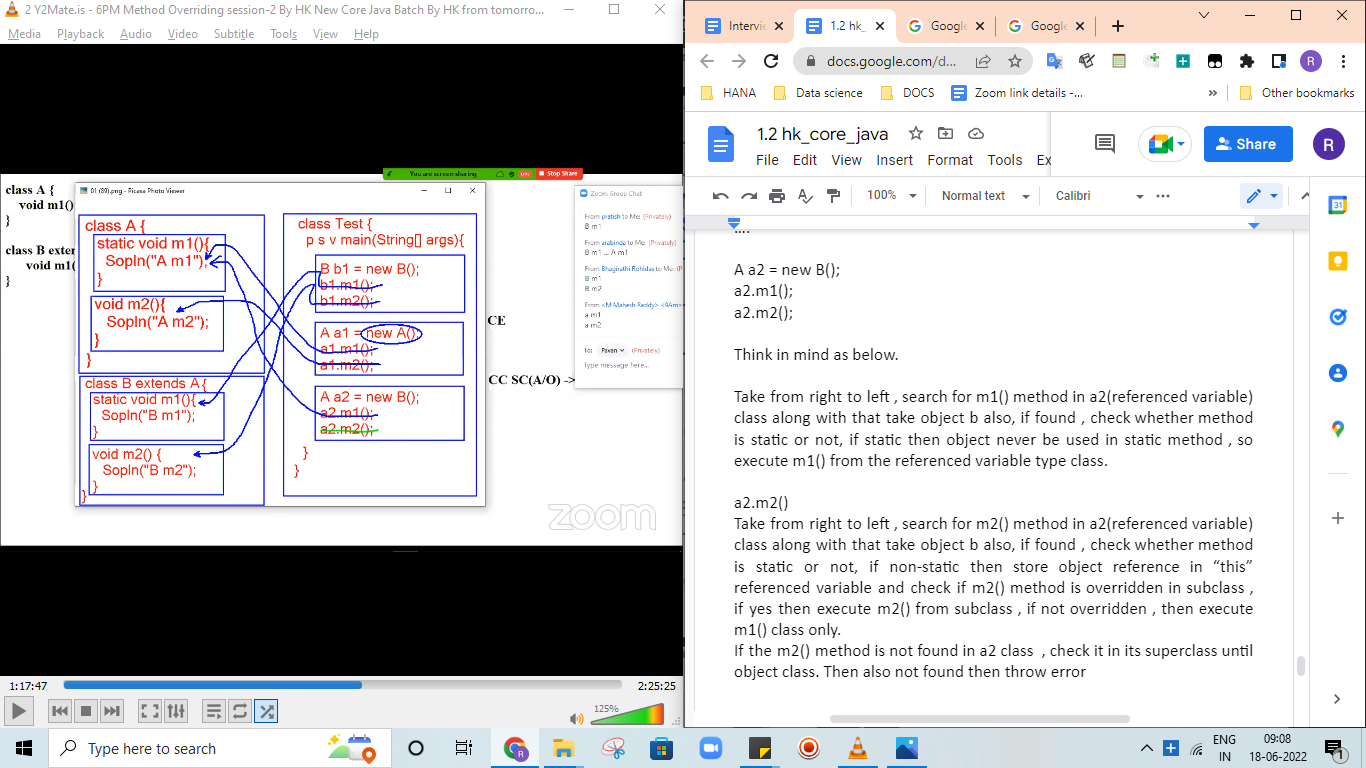 2 Y2Mate.is - 6PM Method Overriding session-2 By HK New Core Java Batch By HK from tomorro...
Media Playback Audio Video Subtitle Tools View Help
You are screen sharing
Stop Share
class A {
void m1()
}
class B exte
void m1(
}
01 (89).png - Picasa Photo Viewer
class A {
static void m1(){
Sopln("A m1");
}
void m2(){
Sopln("A m2");
}
}
class B extends A{
static void m1(){
Sopln("B m1");
}
void m2() {
Sopln("B m2");
}
}
class Test {
p s v main(String[] args){
B b1 = new B();
b1.m1();
b1.m2();
A a1 = new A();
a1.m1();
a1.m2();
A a2 = new B();
a2.m1();
a2.m2();
}
}
CE
CC SC(A/O) ->
Zoom Group Chat
From pratish to Me: (Privately)
B m1
From arabinda to Me: (Privately)
B m1 ... A m1
From Bhagirathi Rohidas to Me: (P
B m1
B m2
From <M Mahesh Reddy> <9Am>
a m1
a m2
To: Pavan (Privately)
Type message here...
zoom
1:17:47
2:25:25
125%
Intervie
1.2 hk_
Google
Google
docs.google.com/d...
R
HANA
Data science
DOCS
Zoom link details -...
»
Other bookmarks
1.2 hk_core_java
File Edit View Insert Format Tools Ex
Share
R
100%
Normal text
Calibri
31
....
A a2 = new B();
a2.m1();
a2.m2();
Think in mind as below.
Take from right to left , search for m1() method in a2(referenced variable)
class along with that take object b also, if found , check whether method
is static or not, if static then object never be used in static method , so
execute m1() from the referenced variable type class.
a2.m2()
Take from right to left , search for m2() method in a2(referenced variable)
class along with that take object b also, if found , check whether method
is static or not, if non-static then store object reference in “this”
referenced variable and check if m2() method is overridden in subclass ,
if yes then execute m2() from subclass , if not overridden , then execute
m1() class only.
If the m2() method is not found in a2 class , check it in its superclass until
object class. Then also not found then throw error
Type here to search
R
ENG
IN
09:08
18-06-2022
1